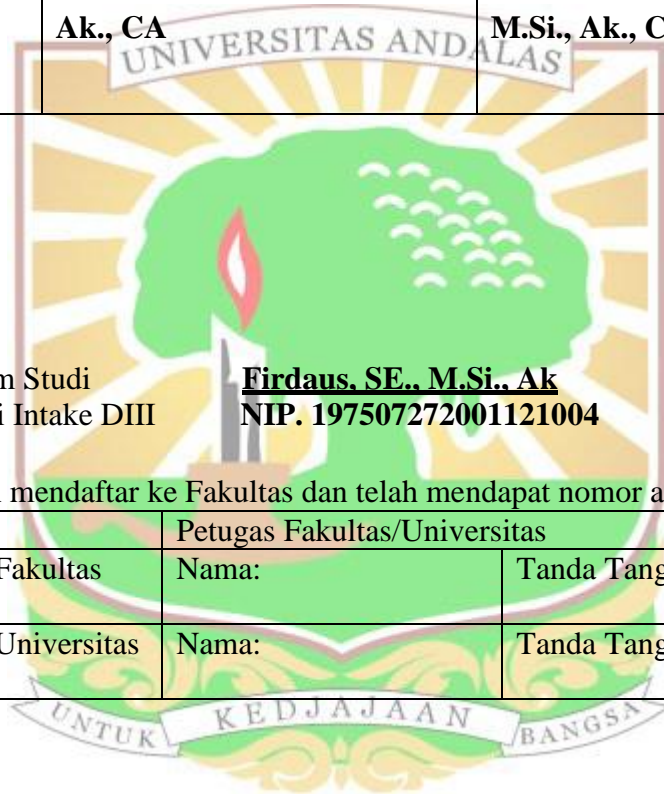 Ak., CA M.Si., Ak., C
UNIVERSITAS ANDALAS
m Studi Firdaus, SE., M.Si., Ak
i Intake DIII NIP. 197507272001121004
mendaftar ke Fakultas dan telah mendapat nomor a
Petugas Fakultas/Universitas
Fakultas Nama: Tanda Tang
Universitas Nama: Tanda Tang
UNTUK KEDJAJAAN BANGSA